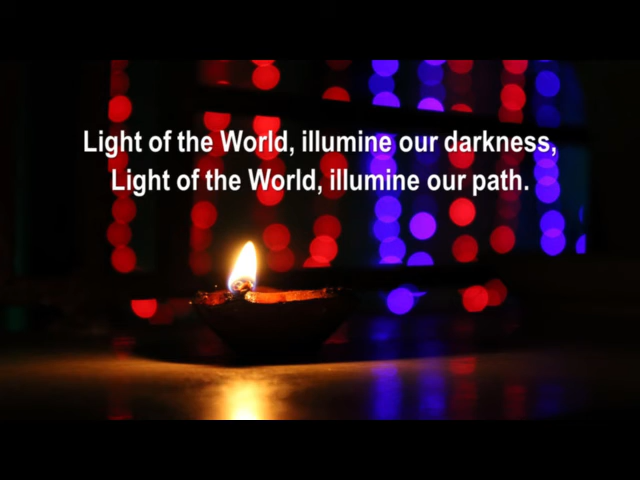 Light of the World, illumine our darkness,
Light of the World, illumine our path.